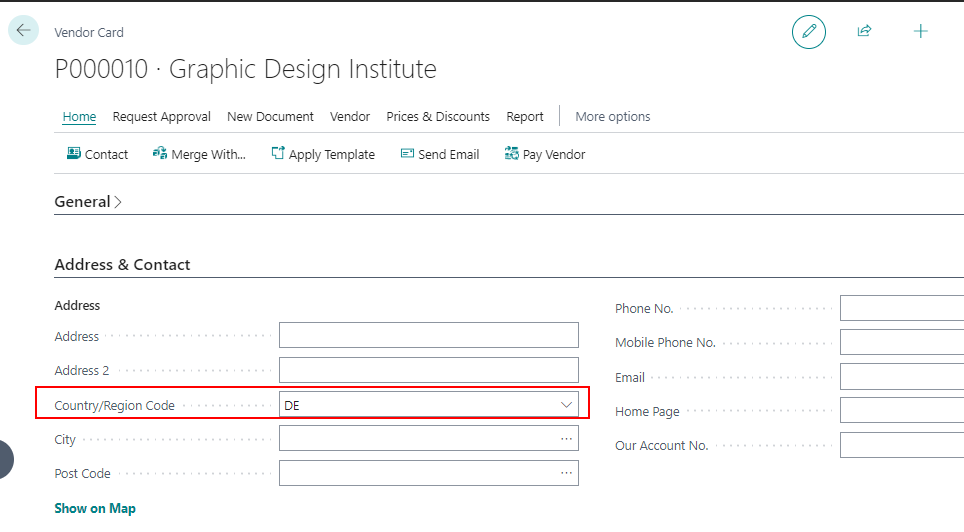 Vendor Card
P000010 · Graphic Design Institute
Home Request Approval New Document Vendor Prices & Discounts Report More options
Contact Merge With... Apply Template Send Email Pay Vendor
General
Address & Contact
Address
Address
Address 2
Country/Region Code DE
City
Post Code
Show on Map
Phone No.
Mobile Phone No.
Email
Home Page
Our Account No.